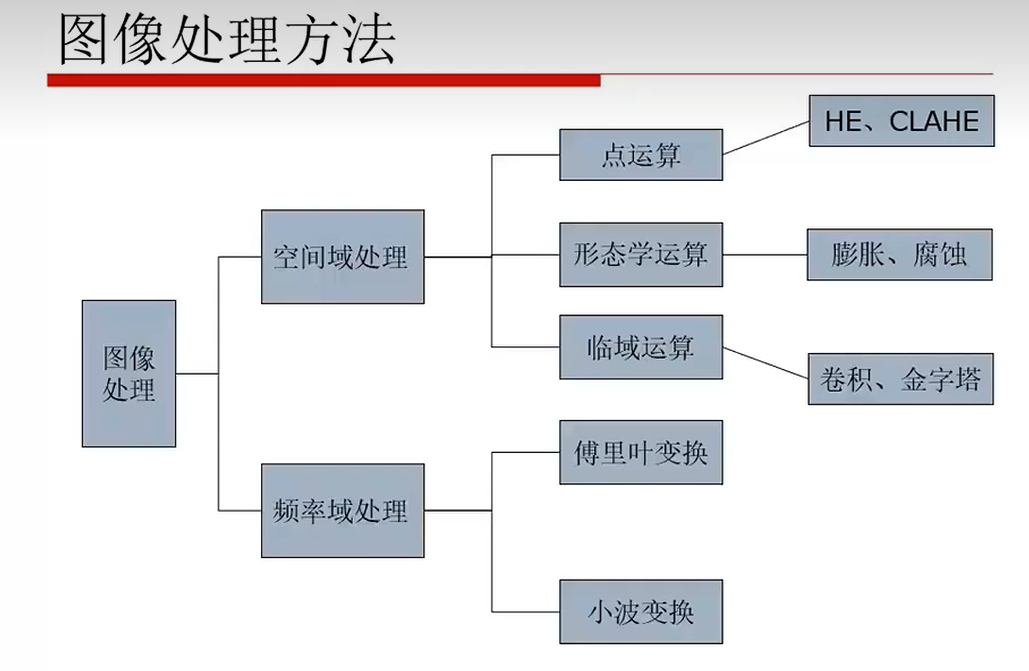 图像处理方法
HE、CLAHE
点运算
空间域处理
形态学运算
膨胀、腐蚀
图像
处理
临域运算
卷积、金字塔
傅里叶变换
频率域处理
小波变换